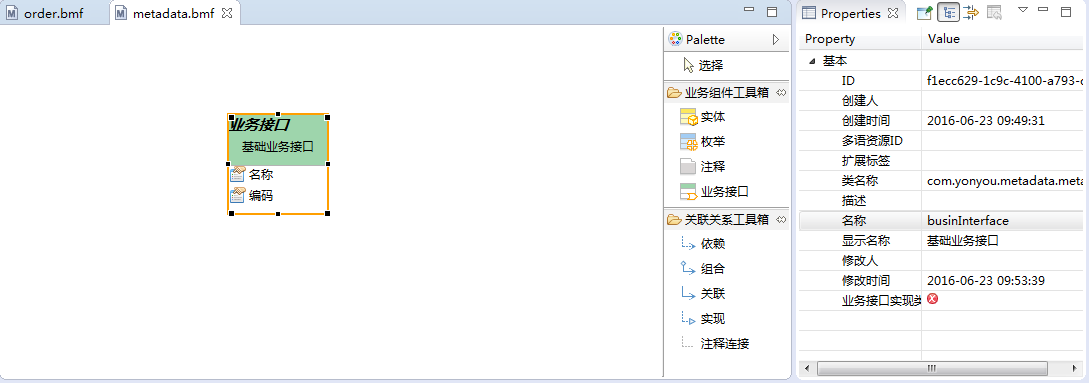 order.bmf
metadata.bmf
业务接口
基础业务接口
名称
编码
Palette
选择
业务组件工具箱
实体
枚举
注释
业务接口
关联关系工具箱
依赖
组合
关联
实现
注释连接
Properties
Property Value
基本
ID f1ecc629-1c9c-4100-a793-c
创建人
创建时间 2016-06-23 09:49:31
多语资源ID
扩展标签
类名称 com.yonyou.metadata.meta
描述
名称 businInterface
显示名称 基础业务接口
修改人
修改时间 2016-06-23 09:53:39
业务接口实现类